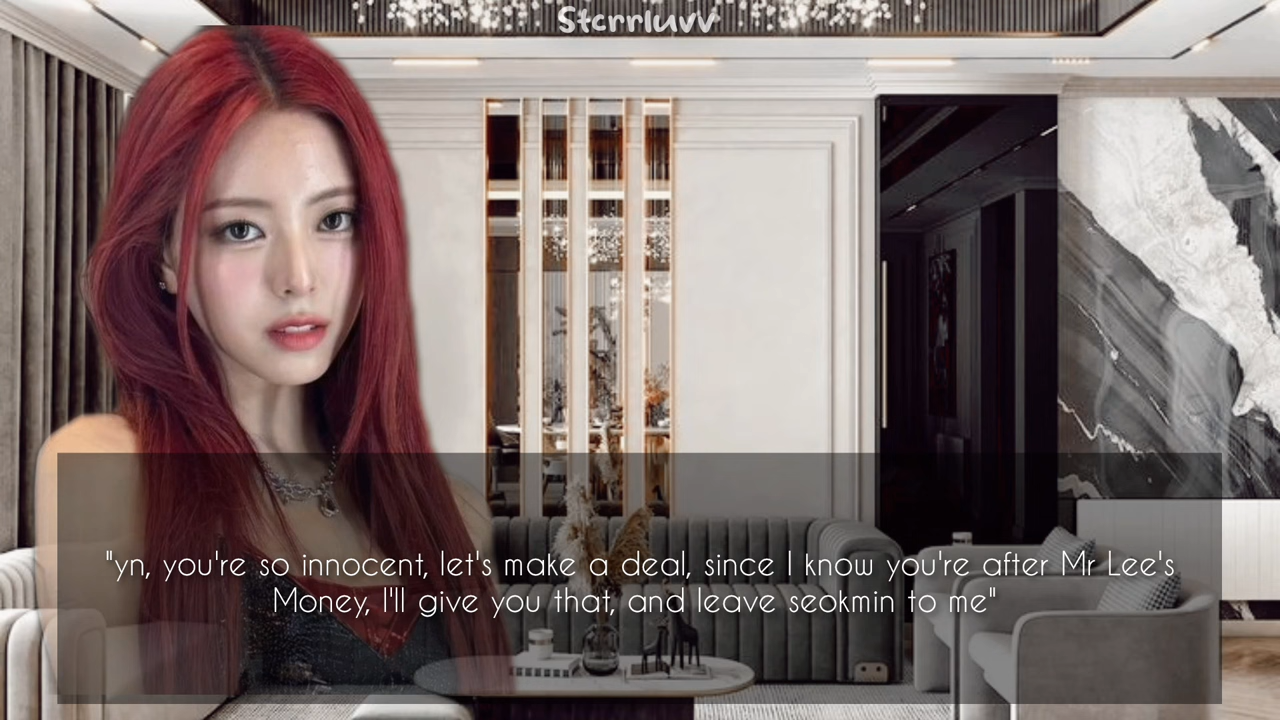 Stcrrluvv
"yn, you're so innocent, let's make a deal, since I know you're after Mr Lee's
Money, I'll give you that, and leave seokmin to me"